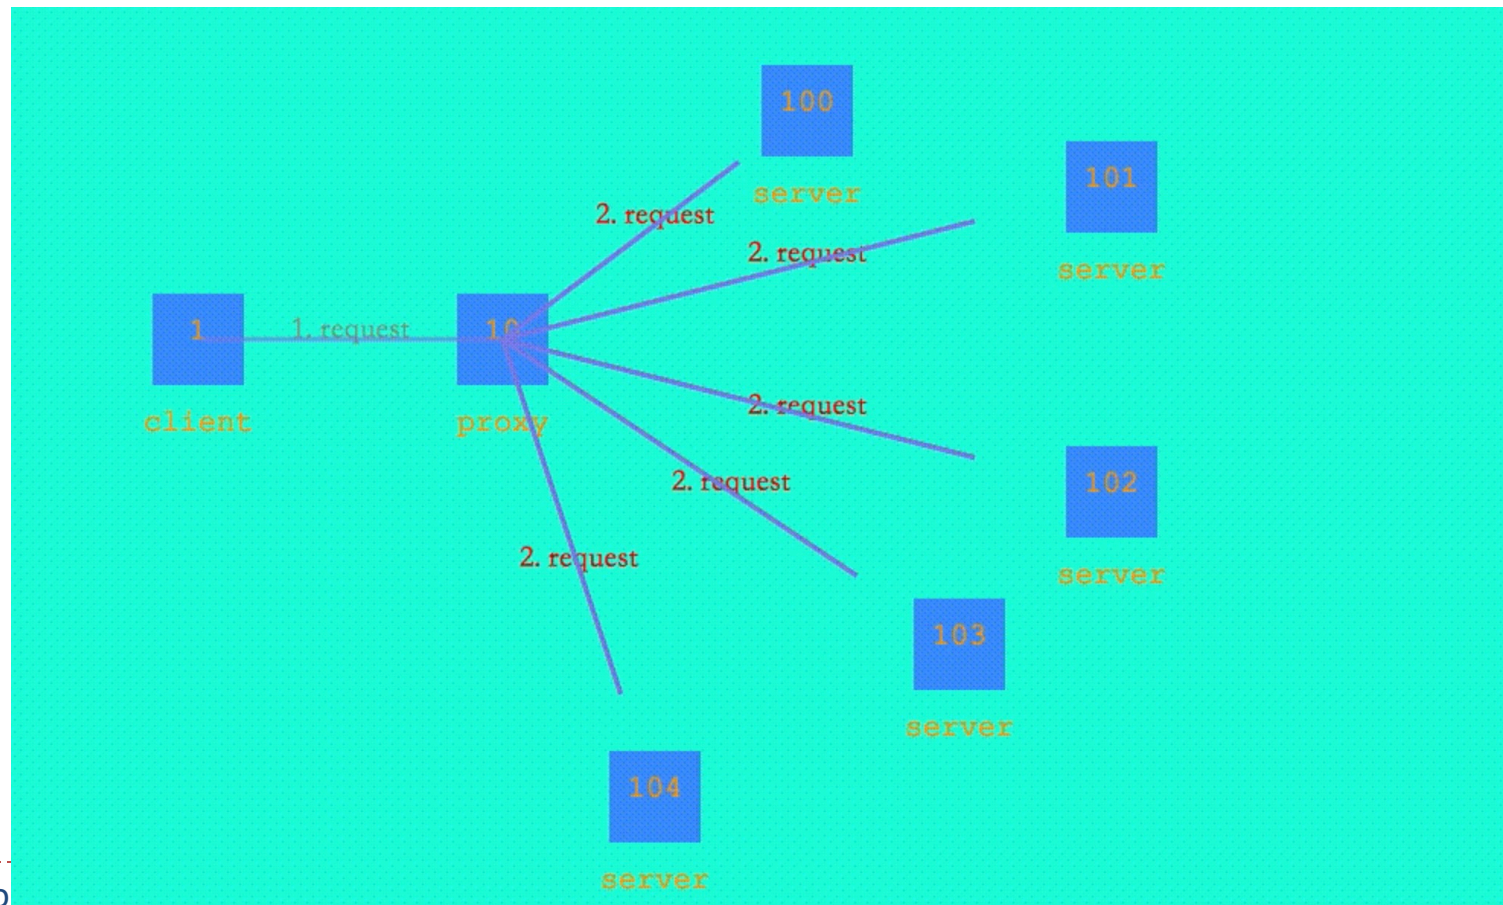 100
server
101
server
2. request
2. request
1
1. request
10
client
proxy
2. request
102
server
2. request
2. request
103
server
104
server